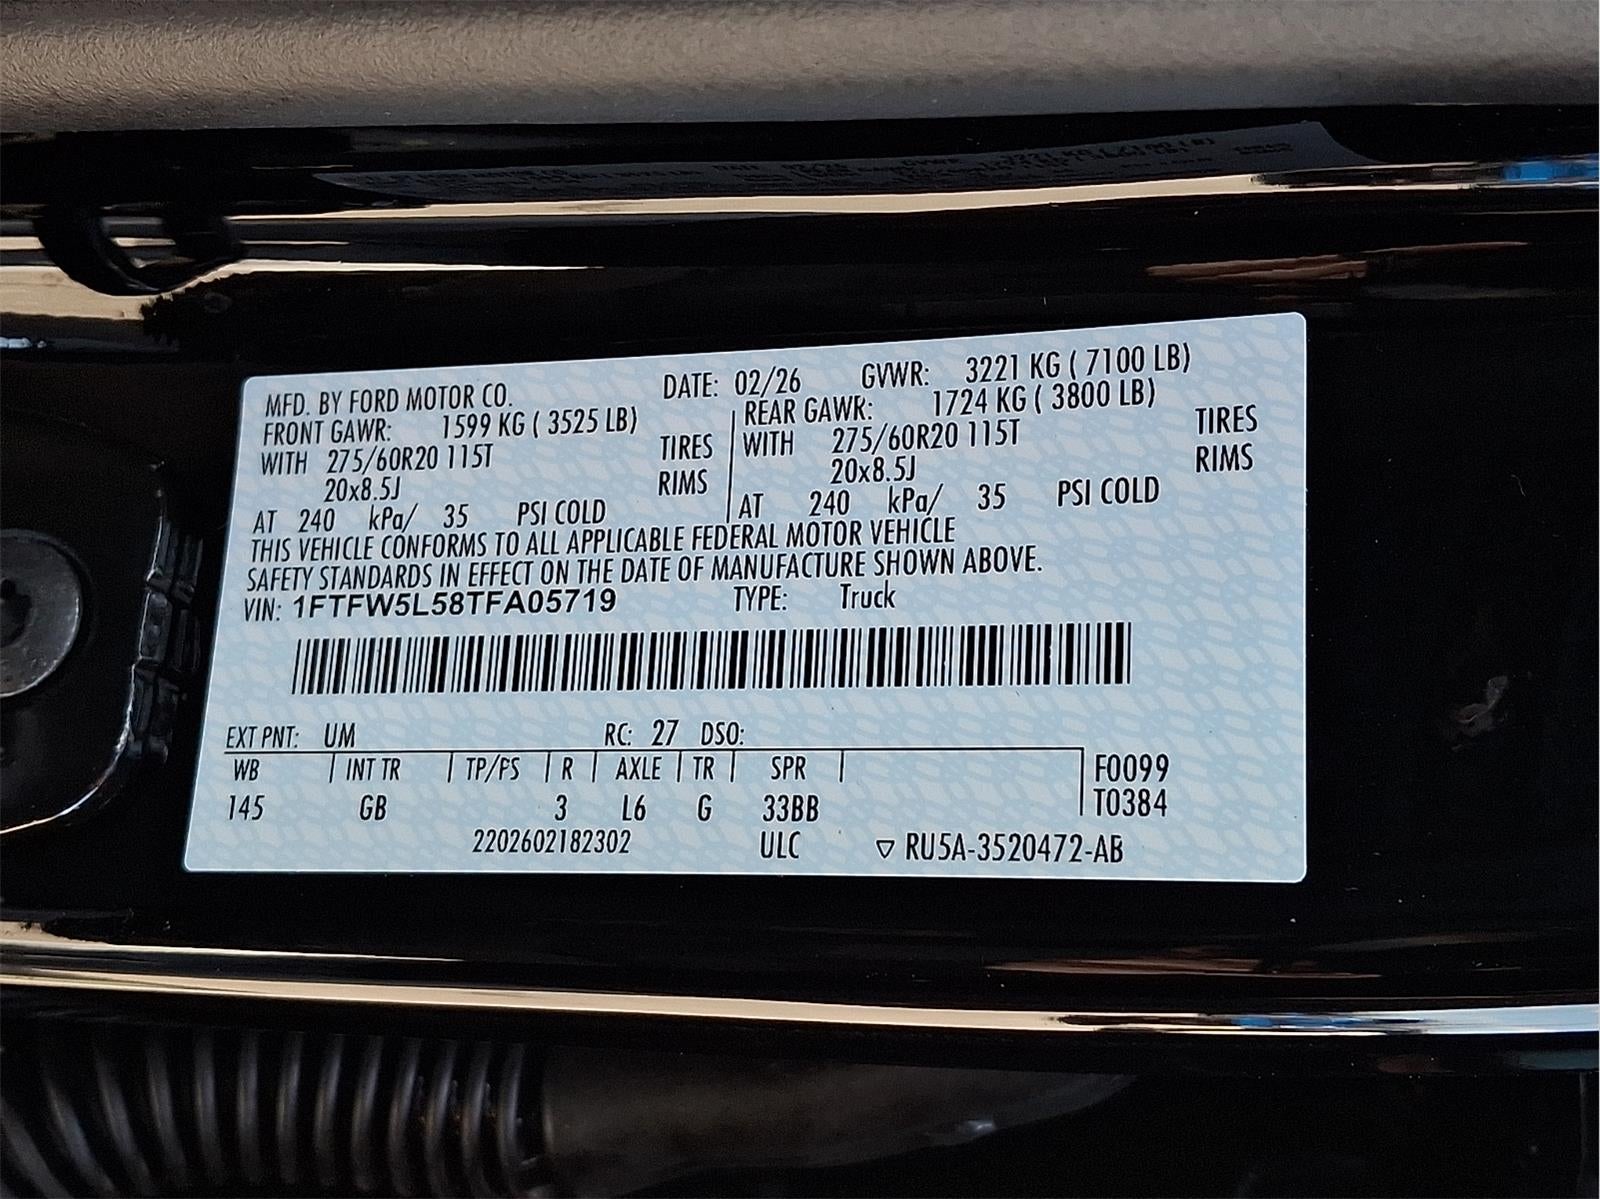 MFD. BY FORD MOTOR CO. DATE: 02/26 GVWR: 3221 KG ( 7100 LB)
FRONT GAWR: 1599 KG ( 3525 LB) REAR GAWR: 1724 KG ( 3800 LB)
WITH 275/60R20 115T TIRES WITH 275/60R20 115T TIRES
20x8.5J RIMS 20x8.5J RIMS
AT 240 kPa/ 35 PSI COLD AT 240 kPa/ 35 PSI COLD
THIS VEHICLE CONFORMS TO ALL APPLICABLE FEDERAL MOTOR VEHICLE
SAFETY STANDARDS IN EFFECT ON THE DATE OF MANUFACTURE SHOWN ABOVE.
VIN: 1FTFW5L58TFA05719 TYPE: Truck
EXT PNT: UM RC: 27 DSO:
WB INT TR TP/PS R AXLE TR SPR F0099
145 GB 3 L6 G 33BB T0384
2202602182302 ULC ▽ RU5A-3520472-AB